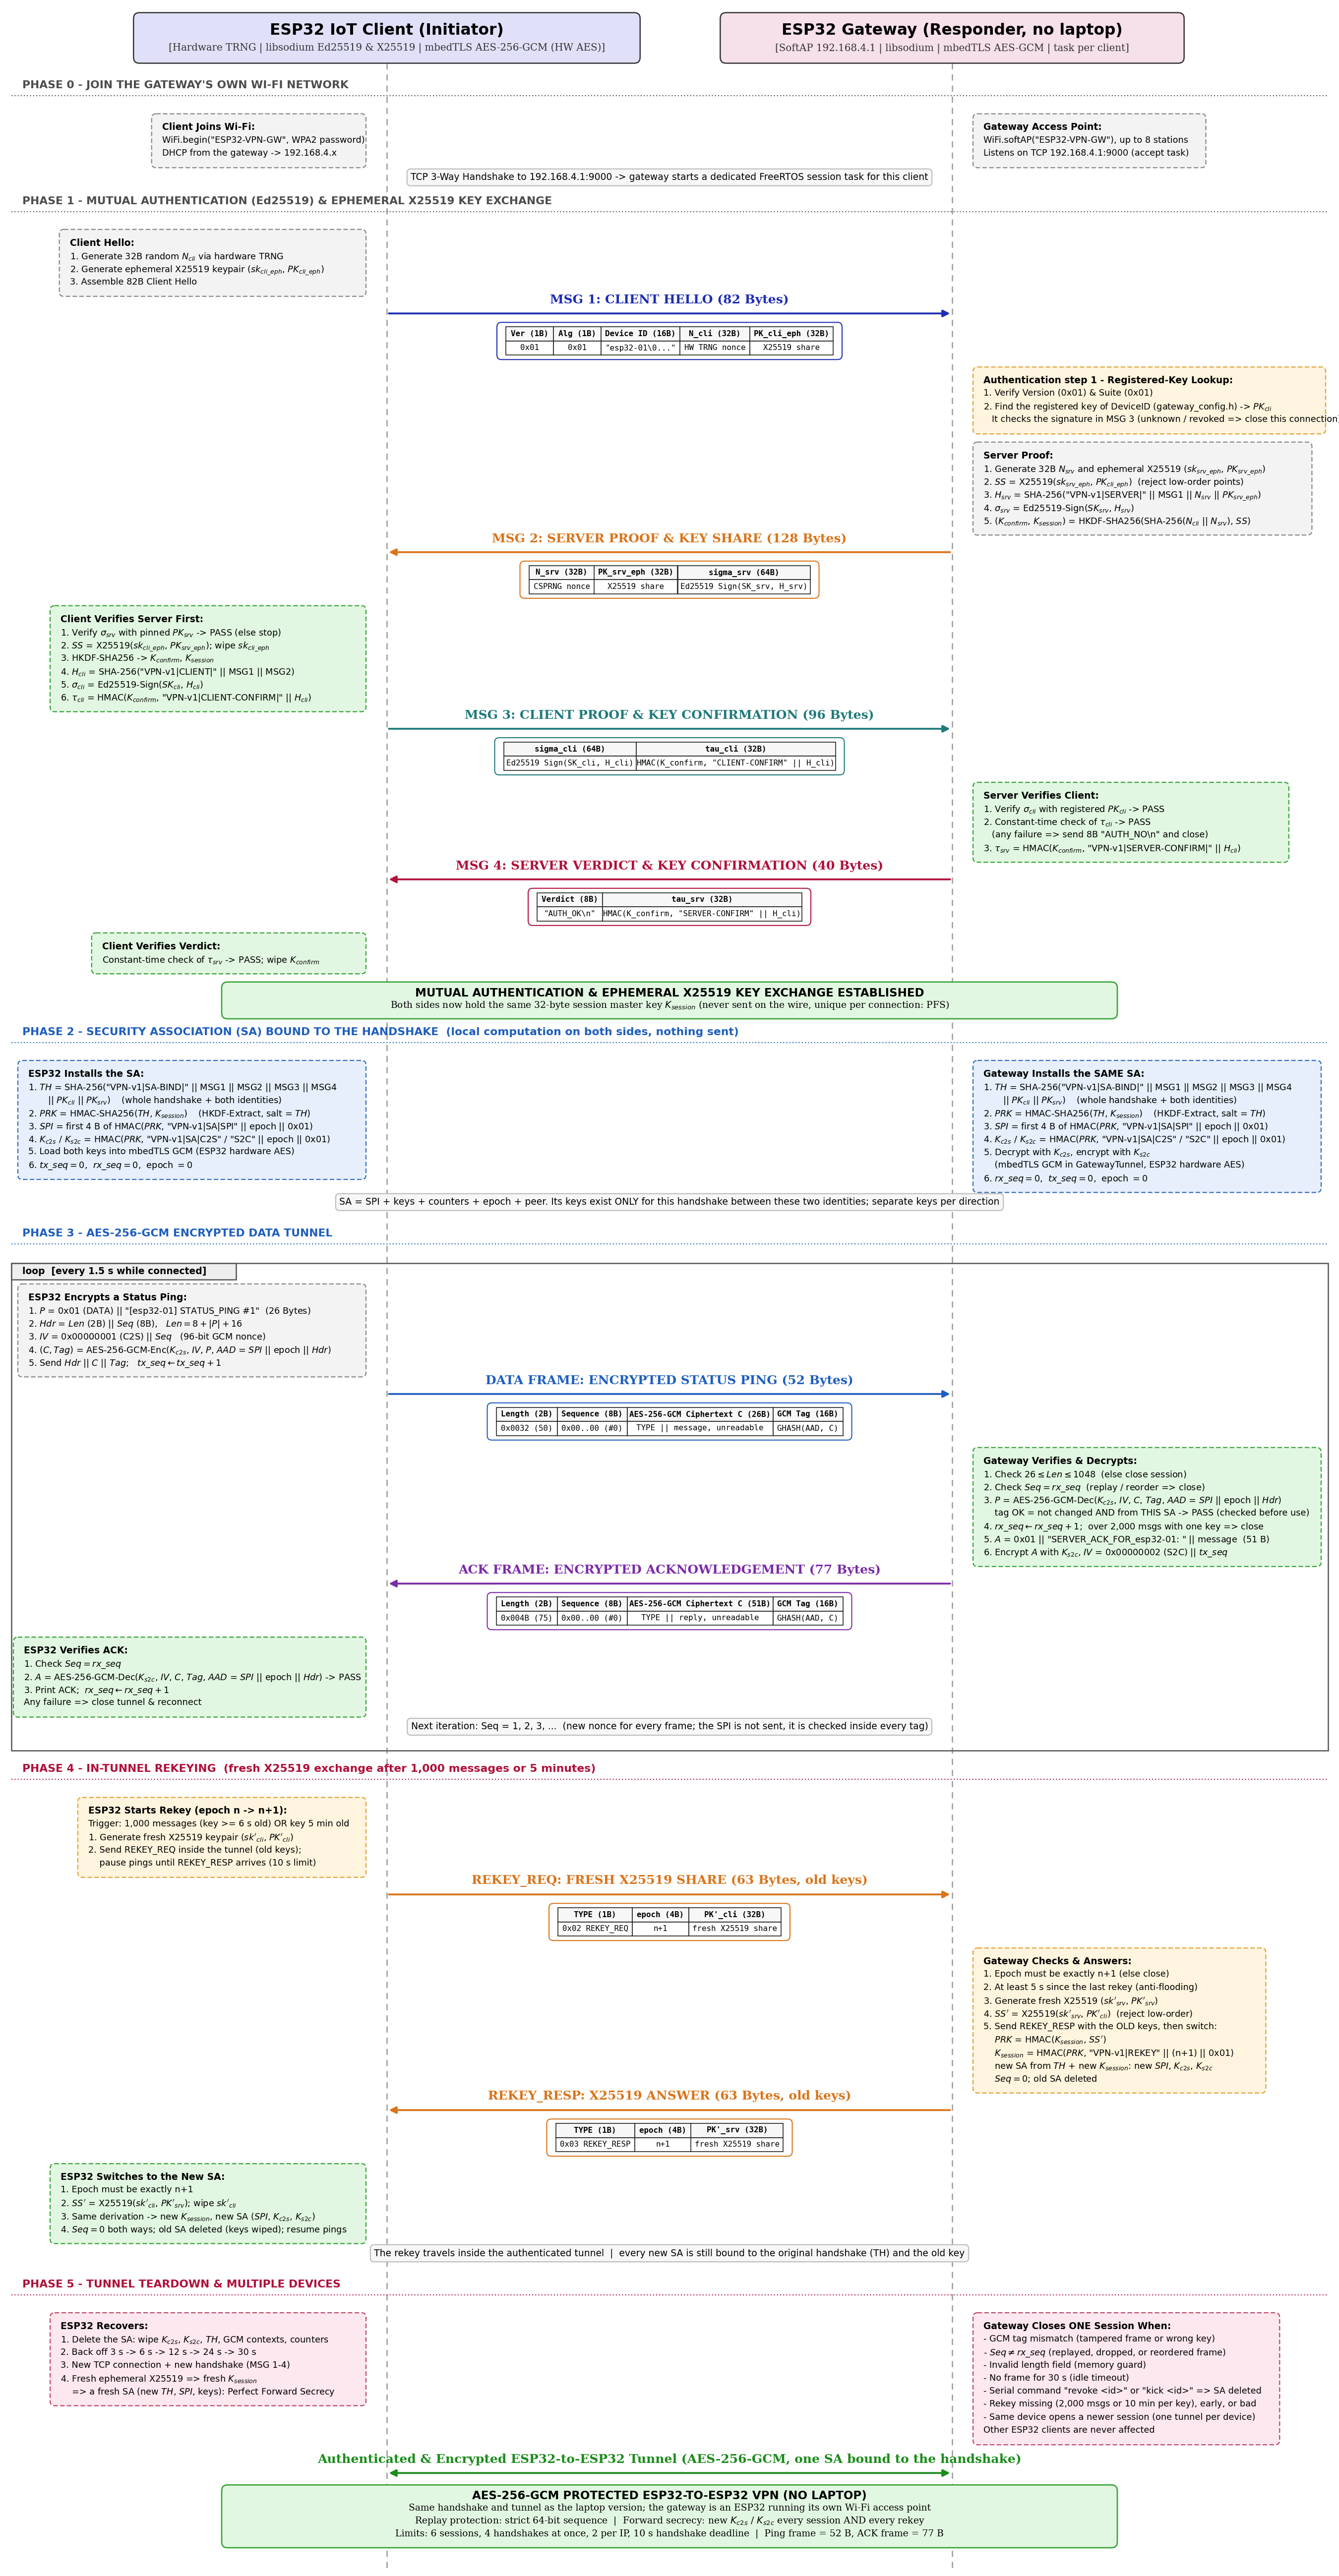 ESP32 IoT Client (Initiator)
[Hardware TRNG | libsodium Ed25519 & X25519 | mbedTLS AES-256-GCM (HW AES)]
ESP32 Gateway (Responder, no laptop)
[SoftAP 192.168.4.1 | libsodium | mbedTLS AES-GCM | task per client]
PHASE 0 - JOIN THE GATEWAY'S OWN WI-FI NETWORK
Client Joins Wi-Fi:
WiFi.begin("ESP32-VPN-GW", WPA2 password)
DHCP from the gateway -> 192.168.4.x
Gateway Access Point:
WiFi.softAP("ESP32-VPN-GW"), up to 8 stations
Listens on TCP 192.168.4.1:9000 (accept task)
TCP 3-Way Handshake to 192.168.4.1:9000 -> gateway starts a dedicated FreeRTOS session task for this client
PHASE 1 - MUTUAL AUTHENTICATION (Ed25519) & EPHEMERAL X25519 KEY EXCHANGE
Client Hello:
1. Generate 32B random N_cli via hardware TRNG
2. Generate ephemeral X25519 keypair (sk_cli_eph, PK_cli_eph)
3. Assemble 82B Client Hello
MSG 1: CLIENT HELLO (82 Bytes)
Ver (1B) Alg (1B) Device ID (16B) N_cli (32B) PK_cli_eph (32B)
0x01 0x01 "esp32-01\0..." HW TRNG nonce X25519 share
Authentication step 1 - Registered-Key Lookup:
1. Verify Version (0x01) & Suite (0x01)
2. Find the registered key of DeviceID (gateway_config.h) -> PK_cli
It checks the signature in MSG 3 (unknown / revoked => close this connection)
Server Proof:
1. Generate 32B N_srv and ephemeral X25519 (sk_srv_eph, PK_srv_eph)
2. SS = X25519(sk_srv_eph, PK_cli_eph) (reject low-order points)
3. H_srv = SHA-256("VPN-v1|SERVER|" || MSG1 || N_srv || PK_srv_eph)
4. σ_srv = Ed25519-Sign(SK_srv, H_srv)
5. (K_confirm, K_session) = HKDF-SHA256(SHA-256(N_cli || N_srv), SS)
MSG 2: SERVER PROOF & KEY SHARE (128 Bytes)
N_srv (32B) PK_srv_eph (32B) sigma_srv (64B)
CSPRNG nonce X25519 share Ed25519 Sign(SK_srv, H_srv)
Client Verifies Server First:
1. Verify σ_srv with pinned PK_srv -> PASS (else stop)
2. SS = X25519(sk_cli_eph, PK_srv_eph); wipe sk_cli_eph
3. HKDF-SHA256 -> K_confirm, K_session
4. H_cli = SHA-256("VPN-v1|CLIENT|" || MSG1 || MSG2)
5. σ_cli = Ed25519-Sign(SK_cli, H_cli)
6. τ_cli = HMAC(K_confirm, "VPN-v1|CLIENT-CONFIRM|" || H_cli)
MSG 3: CLIENT PROOF & KEY CONFIRMATION (96 Bytes)
sigma_cli (64B) tau_cli (32B)
Ed25519 Sign(SK_cli, H_cli) HMAC(K_confirm, "CLIENT-CONFIRM" || H_cli)
Server Verifies Client:
1. Verify σ_cli with registered PK_cli -> PASS
2. Constant-time check of τ_cli -> PASS
(any failure => send 8B "AUTH_NO\n" and close)
3. τ_srv = HMAC(K_confirm, "VPN-v1|SERVER-CONFIRM|" || H_cli)
MSG 4: SERVER VERDICT & KEY CONFIRMATION (40 Bytes)
Verdict (8B) tau_srv (32B)
"AUTH_OK\n" HMAC(K_confirm, "SERVER-CONFIRM" || H_cli)
Client Verifies Verdict:
Constant-time check of τ_srv -> PASS; wipe K_confirm
MUTUAL AUTHENTICATION & EPHEMERAL X25519 KEY EXCHANGE ESTABLISHED
Both sides now hold the same 32-byte session master key K_session (never sent on the wire, unique per connection: PFS)
PHASE 2 - SECURITY ASSOCIATION (SA) BOUND TO THE HANDSHAKE (local computation on both sides, nothing sent)
ESP32 Installs the SA:
1. TH = SHA-256("VPN-v1|SA-BIND|" || MSG1 || MSG2 || MSG3 || MSG4
|| PK_cli || PK_srv) (whole handshake + both identities)
2. PRK = HMAC-SHA256(TH, K_session) (HKDF-Extract, salt = TH)
3. SPI = first 4 B of HMAC(PRK, "VPN-v1|SA|SPI" || epoch || 0x01)
4. K_c2s / K_s2c = HMAC(PRK, "VPN-v1|SA|C2S" / "S2C" || epoch || 0x01)
5. Load both keys into mbedTLS GCM (ESP32 hardware AES)
6. tx_seq = 0, rx_seq = 0, epoch = 0
Gateway Installs the SAME SA:
1. TH = SHA-256("VPN-v1|SA-BIND|" || MSG1 || MSG2 || MSG3 || MSG4
|| PK_cli || PK_srv) (whole handshake + both identities)
2. PRK = HMAC-SHA256(TH, K_session) (HKDF-Extract, salt = TH)
3. SPI = first 4 B of HMAC(PRK, "VPN-v1|SA|SPI" || epoch || 0x01)
4. K_c2s / K_s2c = HMAC(PRK, "VPN-v1|SA|C2S" / "S2C" || epoch || 0x01)
5. Decrypt with K_c2s, encrypt with K_s2c
(mbedTLS GCM in GatewayTunnel, ESP32 hardware AES)
6. rx_seq = 0, tx_seq = 0, epoch = 0
SA = SPI + keys + counters + epoch + peer. Its keys exist ONLY for this handshake between these two identities; separate keys per direction
PHASE 3 - AES-256-GCM ENCRYPTED DATA TUNNEL
loop [every 1.5 s while connected]
ESP32 Encrypts a Status Ping:
1. P = 0x01 (DATA) || "[esp32-01] STATUS_PING #1" (26 Bytes)
2. Hdr = Len (2B) || Seq (8B), Len = 8 + |P| + 16
3. IV = 0x00000001 (C2S) || Seq (96-bit GCM nonce)
4. (C, Tag) = AES-256-GCM-Enc(K_c2s, IV, P, AAD = SPI || epoch || Hdr)
5. Send Hdr || C || Tag; tx_seq ← tx_seq + 1
DATA FRAME: ENCRYPTED STATUS PING (52 Bytes)
Length (2B) Sequence (8B) AES-256-GCM Ciphertext C (26B) GCM Tag (16B)
0x0032 (50) 0x00..00 (#0) TYPE || message, unreadable GHASH(AAD, C)
Gateway Verifies & Decrypts:
1. Check 26 ≤ Len ≤ 1048 (else close session)
2. Check Seq = rx_seq (replay / reorder => close)
3. P = AES-256-GCM-Dec(K_c2s, IV, C, Tag, AAD = SPI || epoch || Hdr)
tag OK = not changed AND from THIS SA -> PASS (checked before use)
4. rx_seq ← rx_seq + 1; over 2,000 msgs with one key => close
5. A = 0x01 || "SERVER_ACK_FOR_esp32-01: " || message (51 B)
6. Encrypt A with K_s2c, IV = 0x00000002 (S2C) || tx_seq
ACK FRAME: ENCRYPTED ACKNOWLEDGEMENT (77 Bytes)
Length (2B) Sequence (8B) AES-256-GCM Ciphertext C (51B) GCM Tag (16B)
0x004B (75) 0x00..00 (#0) TYPE || reply, unreadable GHASH(AAD, C)
ESP32 Verifies ACK:
1. Check Seq = rx_seq
2. A = AES-256-GCM-Dec(K_s2c, IV, C, Tag, AAD = SPI || epoch || Hdr) -> PASS
3. Print ACK; rx_seq ← rx_seq + 1
Any failure => close tunnel & reconnect
Next iteration: Seq = 1, 2, 3, ... (new nonce for every frame; the SPI is not sent, it is checked inside every tag)
PHASE 4 - IN-TUNNEL REKEYING (fresh X25519 exchange after 1,000 messages or 5 minutes)
ESP32 Starts Rekey (epoch n -> n+1):
Trigger: 1,000 messages (key >= 6 s old) OR key 5 min old
1. Generate fresh X25519 keypair (sk'_cli, PK'_cli)
2. Send REKEY_REQ inside the tunnel (old keys);
pause pings until REKEY_RESP arrives (10 s limit)
REKEY_REQ: FRESH X25519 SHARE (63 Bytes, old keys)
TYPE (1B) epoch (4B) PK'_cli (32B)
0x02 REKEY_REQ n+1 fresh X25519 share
Gateway Checks & Answers:
1. Epoch must be exactly n+1 (else close)
2. At least 5 s since the last rekey (anti-flooding)
3. Generate fresh X25519 (sk'_srv, PK'_srv)
4. SS' = X25519(sk'_srv, PK'_cli) (reject low-order)
5. Send REKEY_RESP with the OLD keys, then switch:
PRK = HMAC(K_session, SS')
K_session = HMAC(PRK, "VPN-v1|REKEY" || (n+1) || 0x01)
new SA from TH + new K_session: new SPI, K_c2s, K_s2c
Seq = 0; old SA deleted
REKEY_RESP: X25519 ANSWER (63 Bytes, old keys)
TYPE (1B) epoch (4B) PK'_srv (32B)
0x03 REKEY_RESP n+1 fresh X25519 share
ESP32 Switches to the New SA:
1. Epoch must be exactly n+1
2. SS' = X25519(sk'_cli, PK'_srv); wipe sk'_cli
3. Same derivation -> new K_session, new SA (SPI, K_c2s, K_s2c)
4. Seq = 0 both ways; old SA deleted (keys wiped); resume pings
The rekey travels inside the authenticated tunnel | every new SA is still bound to the original handshake (TH) and the old key
PHASE 5 - TUNNEL TEARDOWN & MULTIPLE DEVICES
ESP32 Recovers:
1. Delete the SA: wipe K_c2s, K_s2c, TH, GCM contexts, counters
2. Back off 3 s -> 6 s -> 12 s -> 24 s -> 30 s
3. New TCP connection + new handshake (MSG 1-4)
4. Fresh ephemeral X25519 => fresh K_session
=> a fresh SA (new TH, SPI, keys): Perfect Forward Secrecy
Gateway Closes ONE Session When:
- GCM tag mismatch (tampered frame or wrong key)
- Seq ≠ rx_seq (replayed, dropped, or reordered frame)
- Invalid length field (memory guard)
- No frame for 30 s (idle timeout)
- Serial command "revoke <id>" or "kick <id>" => SA deleted
- Rekey missing (2,000 msgs or 10 min per key), early, or bad
- Same device opens a newer session (one tunnel per device)
Other ESP32 clients are never affected
Authenticated & Encrypted ESP32-to-ESP32 Tunnel (AES-256-GCM, one SA bound to the handshake)
AES-256-GCM PROTECTED ESP32-TO-ESP32 VPN (NO LAPTOP)
Same handshake and tunnel as the laptop version; the gateway is an ESP32 running its own Wi-Fi access point
Replay protection: strict 64-bit sequence | Forward secrecy: new K_c2s / K_s2c every session AND every rekey
Limits: 6 sessions, 4 handshakes at once, 2 per IP, 10 s handshake deadline | Ping frame = 52 B, ACK frame = 77 B